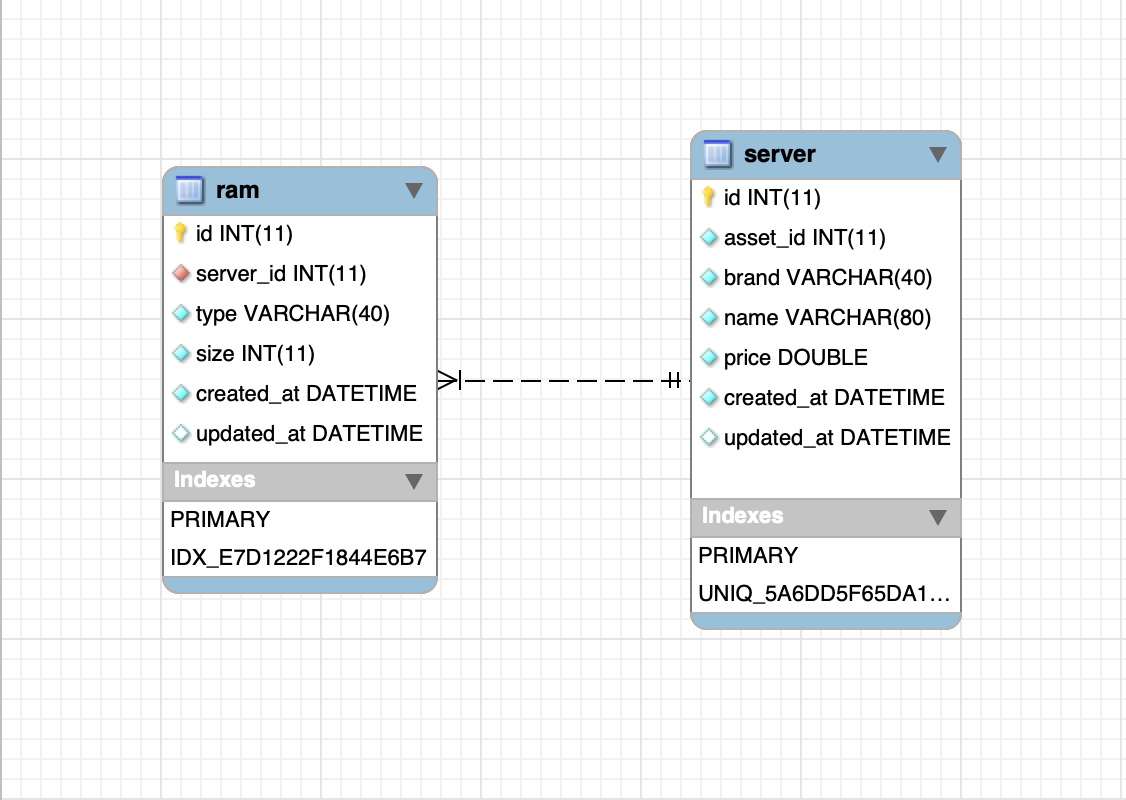 ram
id INT(11)
server_id INT(11)
type VARCHAR(40)
size INT(11)
created_at DATETIME
updated_at DATETIME
Indexes
PRIMARY
IDX_E7D1222F1844E6B7
server
id INT(11)
asset_id INT(11)
brand VARCHAR(40)
name VARCHAR(80)
price DOUBLE
created_at DATETIME
updated_at DATETIME
Indexes
PRIMARY
UNIQ_5A6DD5F65DA1...